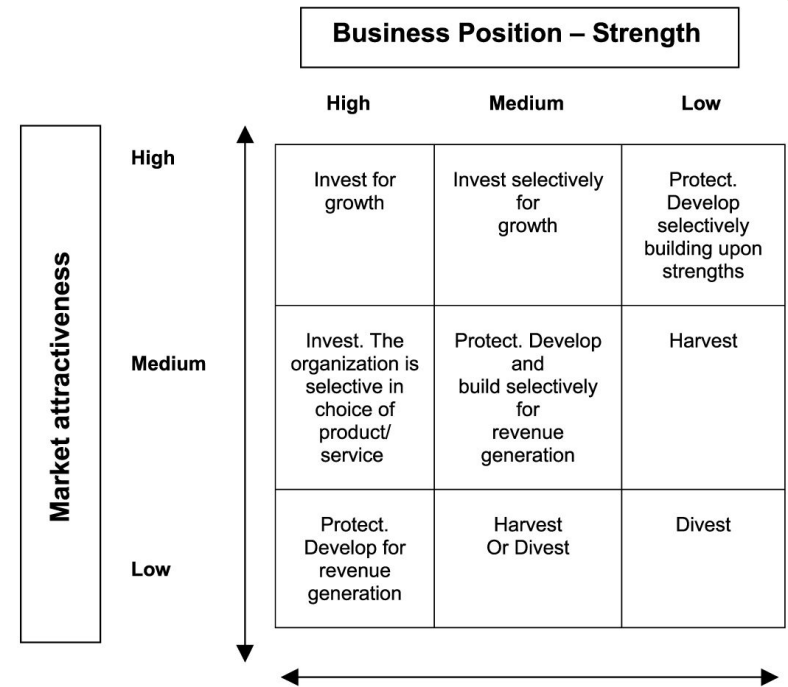 Business Position – Strength
High
Medium
Low
Market attractiveness
High
Invest for
growth
Invest selectively
for
growth
Protect.
Develop
selectively
building upon
strengths
Medium
Invest. The
organization is
selective in
choice of
product/
service
Protect. Develop
and
build selectively
for
revenue
generation
Harvest
Low
Protect.
Develop for
revenue
generation
Harvest
Or Divest
Divest